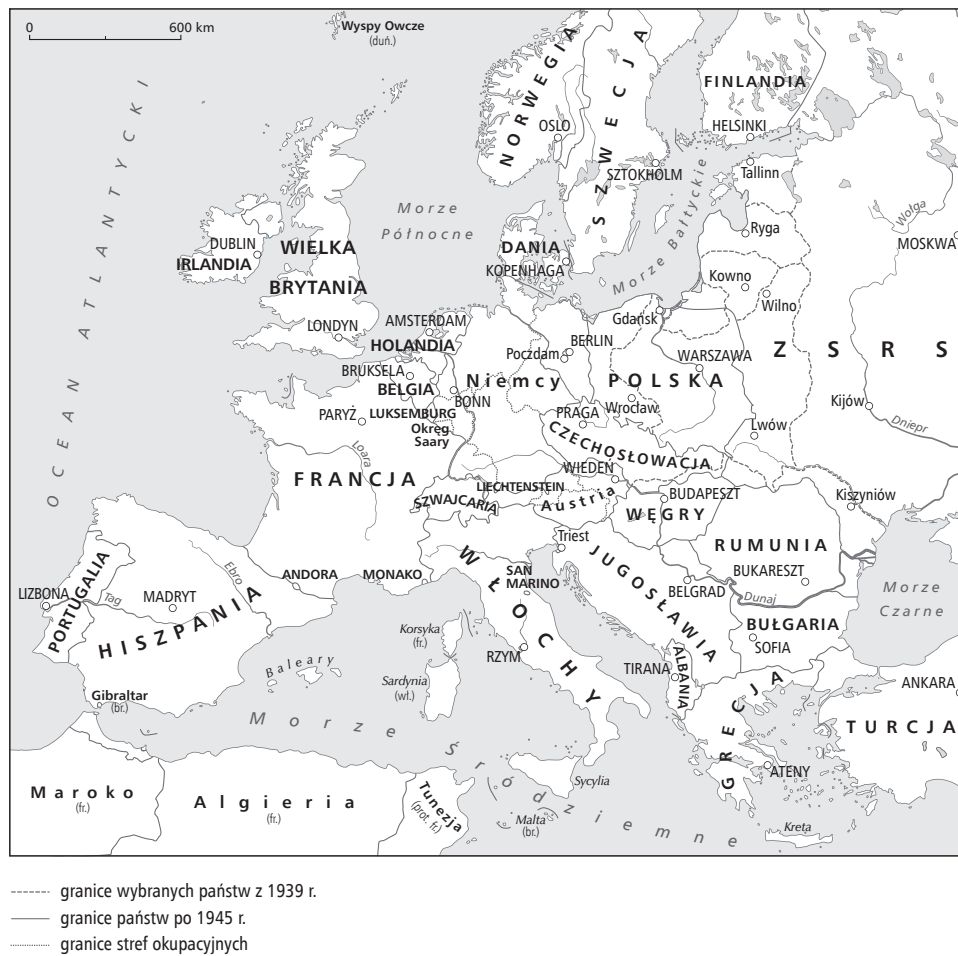 0 600 km
Wyspy Owcze
(duń.)
NORWEGIA
SZWECJA
FINLANDIA
OSLO
HELSINKI
SZTOKHOLM
Tallinn
OCEAN ATLANTYCKI
Morze
Północne
Morze Bałtyckie
Wołga
Ryga
MOSKWA
DUBLIN
IRLANDIA
WIELKA
BRYTANIA
DANIA
KOPENHAGA
Kowno
Wilno
Gdańsk
LONDYN
AMSTERDAM
HOLANDIA
BERLIN
Poczdam
WARSZAWA
ZSRS
BRUKSELA
BELGIA
Niemcy
POLSKA
BONN
Wrocław
Kijów
PARYŻ
LUKSEMBURG
Okręg
Saary
PRAGA
Lwów
Dniepr
CZECHOSŁOWACJA
Loara
FRANCJA
WIEDEŃ
LIECHTENSTEIN
SZWAJCARIA
Austria
BUDAPESZT
WĘGRY
Kiszyniów
Triest
RUMUNIA
BUKARESZT
WŁOCHY
SAN
MARINO
JUGOSŁAWIA
BELGRAD
Dunaj
Morze
Czarne
ANDORA
MONAKO
Ebro
PORTUGALIA
LIZBONA
Tag
MADRYT
HISZPANIA
BUŁGARIA
SOFIA
Korsyka
(fr.)
RZYM
Baleary
Sardynia
(wł.)
TIRANA
ALBANIA
GRECJA
ANKARA
TURCJA
Gibraltar
(br.)
Morze Śródziemne
ATENY
Sycylia
Maroko
(fr.)
Algieria
(fr.)
Tunezja
(prot. fr.)
Malta
(br.)
Kreta
granice wybranych państw z 1939 r.
granice państw po 1945 r.
granice stref okupacyjnych